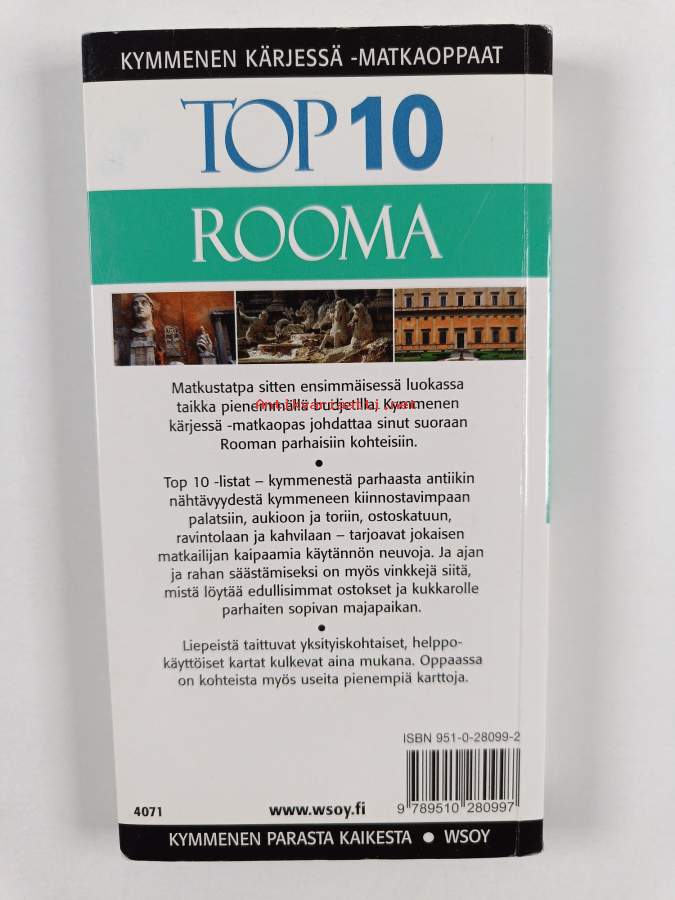 KYMMENEN KÄRJESSÄ -MATKAOPPAAT
TOP 10
ROOMA
Matkustatpa sitten ensimmäisessä luokassa
taikka pienemmällä budjetilla, Kymmenen
kärjessä -matkaopas johdattaa sinut suoraan
Rooman parhaisiin kohteisiin.
•
Top 10 -listat – kymmenestä parhaasta antiikin
nähtävyydestä kymmeneen kiinnostavimpaan
palatsiin, aukioon ja toriin, ostoskatuun,
ravintolaan ja kahvilaan – tarjoavat jokaisen
matkailijan kaipaamia käytännön neuvoja. Ja ajan
ja rahan säästämiseksi on myös vinkkejä siitä,
mistä löytää edullisimmat ostokset ja kukkarolle
parhaiten sopivan majapaikan.
•
Liepeistä taittuvat yksityiskohtaiset, helppo-
käyttöiset kartat kulkevat aina mukana. Oppaassa
on kohteista myös useita pienempiä karttoja.
ISBN 951-0-28099-2
9 789510 280997
4071
www.wsoy.fi
KYMMENEN PARASTA KAIKESTA • WSOY